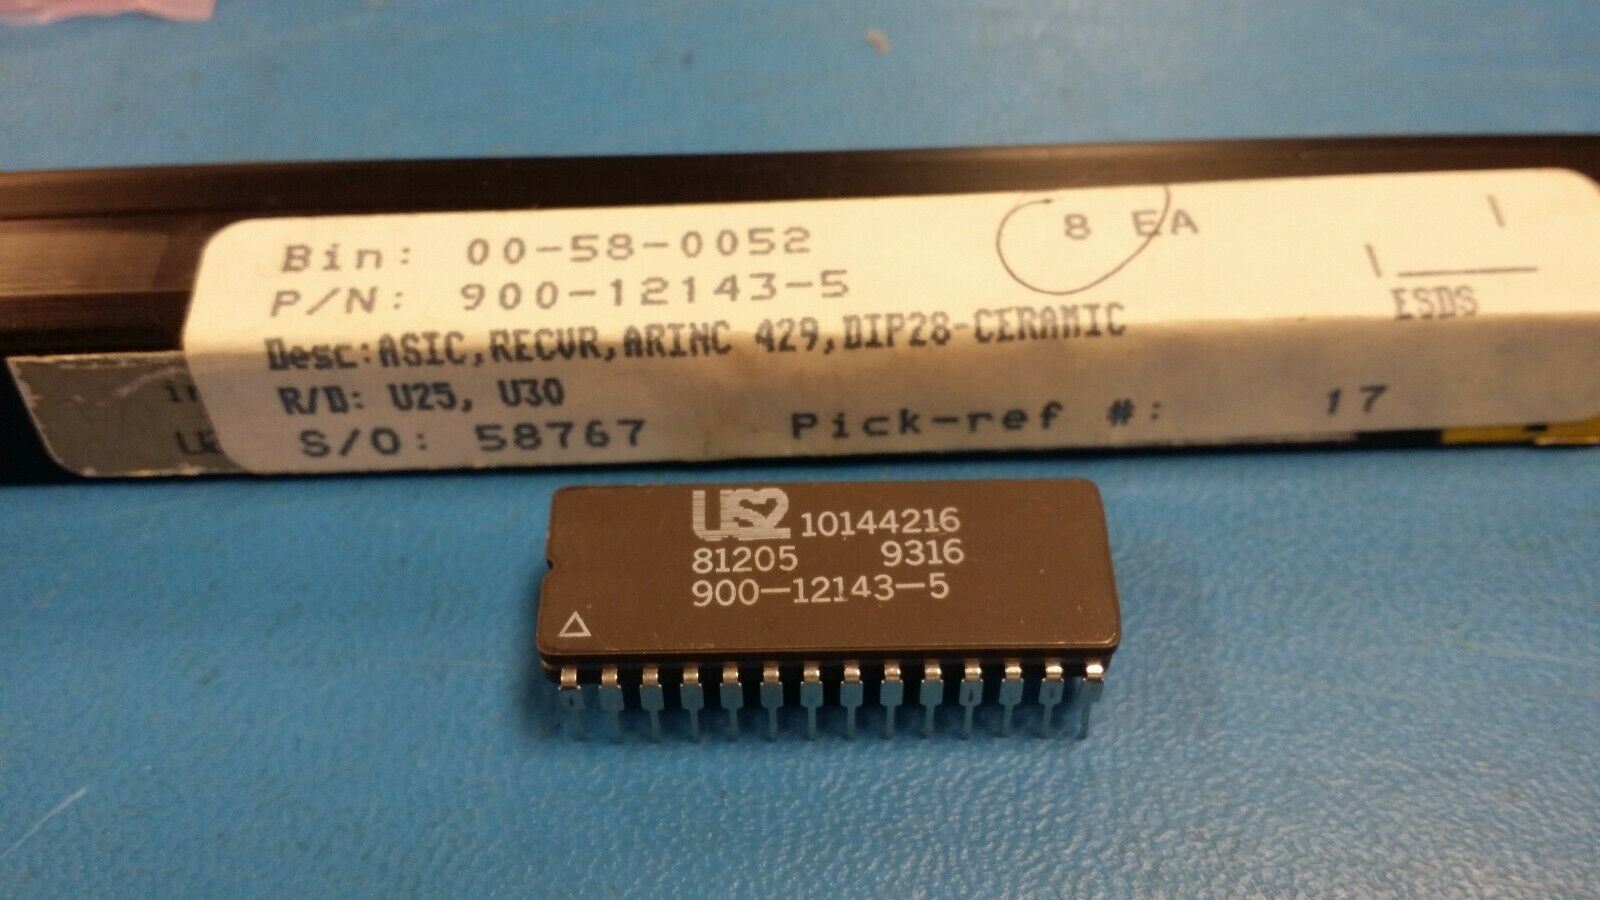 Bin: 00-58-0052 8 EA
P/N: 900-12143-5
Desc:ASIC,RECVR,ARINC 429,DIP28-CERAMIC ESDS
R/D: U25, U30
S/O: 58767 Pick-ref #: 17
10144216
81205 9316
900-12143-5